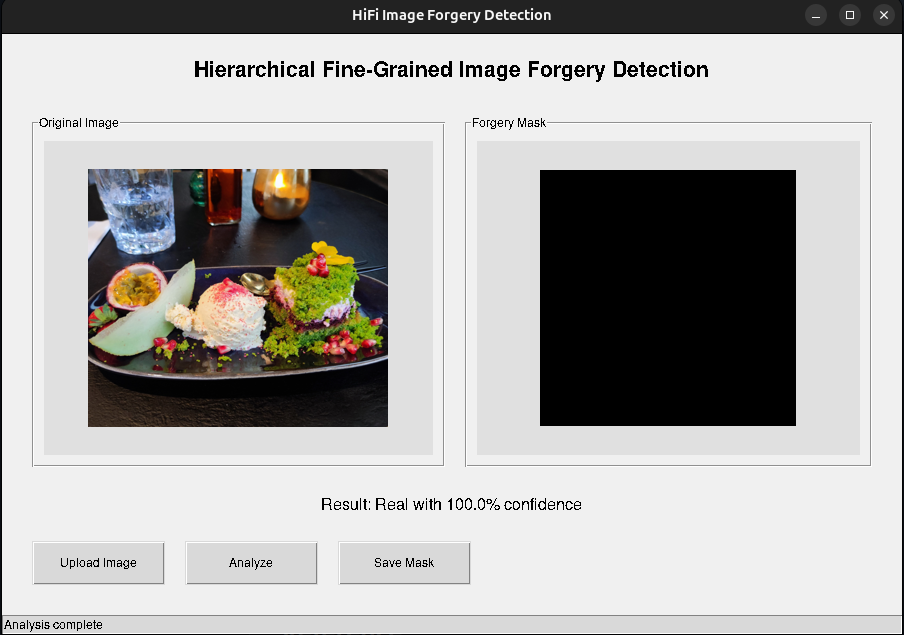 HiFi Image Forgery Detection
Hierarchical Fine-Grained Image Forgery Detection
Original Image
Forgery Mask
Result: Real with 100.0% confidence
Upload Image
Analyze
Save Mask
Analysis complete